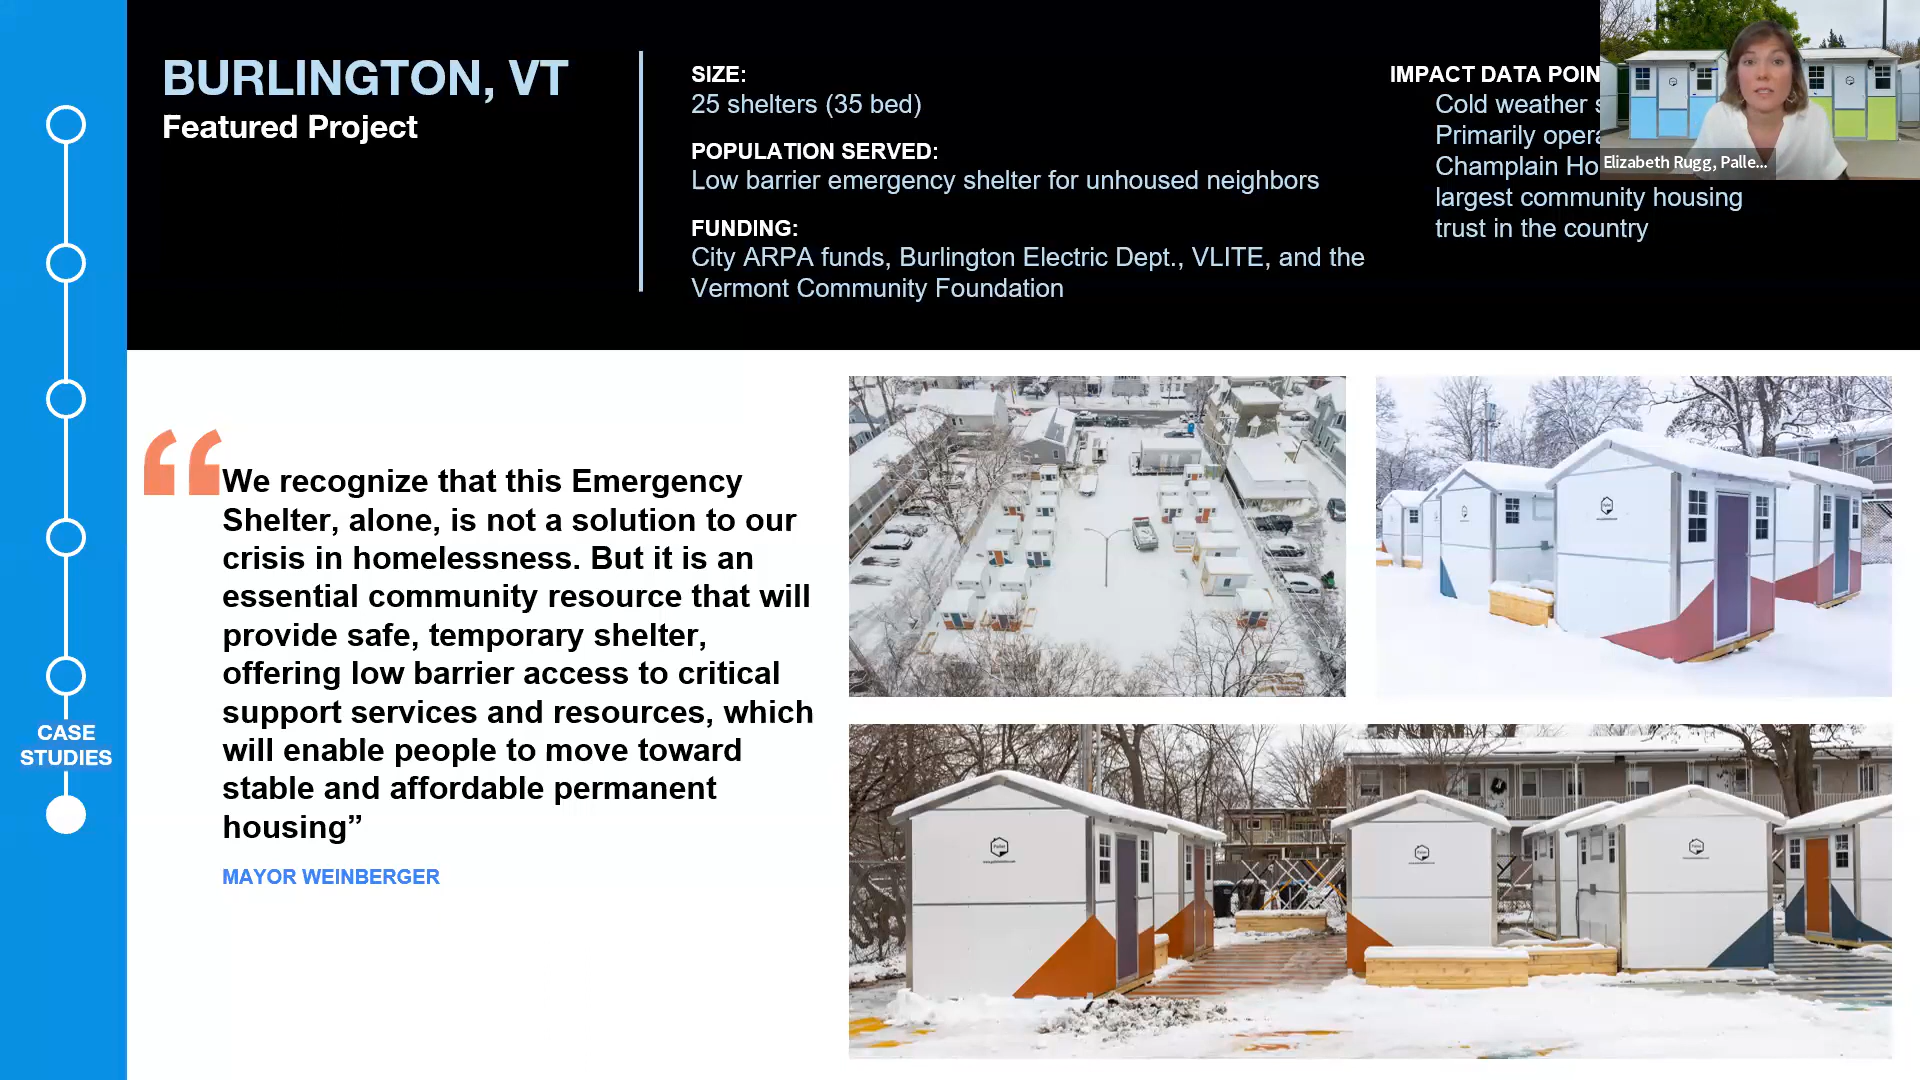 BURLINGTON, VT
Featured Project
SIZE:
25 shelters (35 bed)
POPULATION SERVED:
Low barrier emergency shelter for unhoused neighbors
FUNDING:
City ARPA funds, Burlington Electric Dept., VLITE, and the
Vermont Community Foundation
IMPACT DATA POIN
Cold weather s
Primarily opera
Champlain Ho
largest community housing
trust in the country
Elizabeth Rugg, Palle...
CASE
STUDIES
“We recognize that this Emergency
Shelter, alone, is not a solution to our
crisis in homelessness. But it is an
essential community resource that will
provide safe, temporary shelter,
offering low barrier access to critical
support services and resources, which
will enable people to move toward
stable and affordable permanent
housing”
MAYOR WEINBERGER